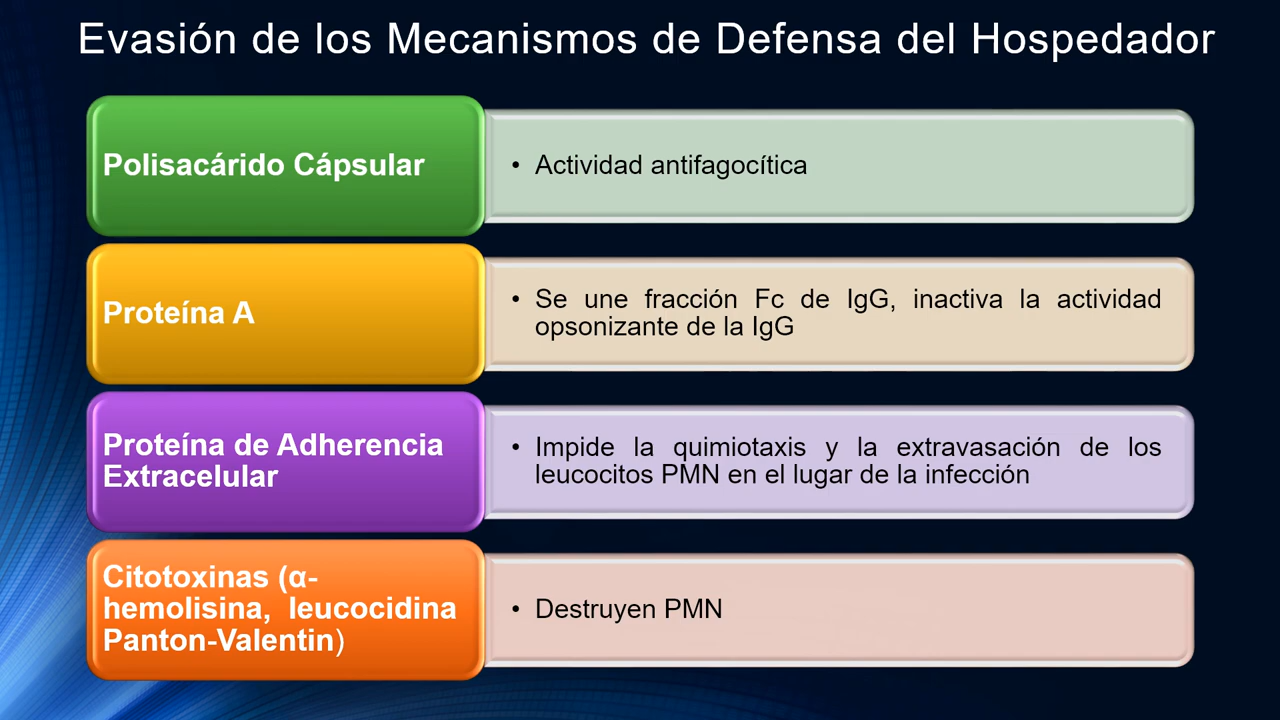 Evasión de los Mecanismos de Defensa del Hospedador
Polisacárido Cápsular
• Actividad antifagocítica
Proteína A
• Se une fracción Fc de IgG, inactiva la actividad
opsonizante de la IgG
Proteína de Adherencia
Extracelular
• Impide la quimiotaxis y la extravasación de los
leucocitos PMN en el lugar de la infección
Citotoxinas (α-
hemolisina, leucocidina
Panton-Valentin)
• Destruyen PMN